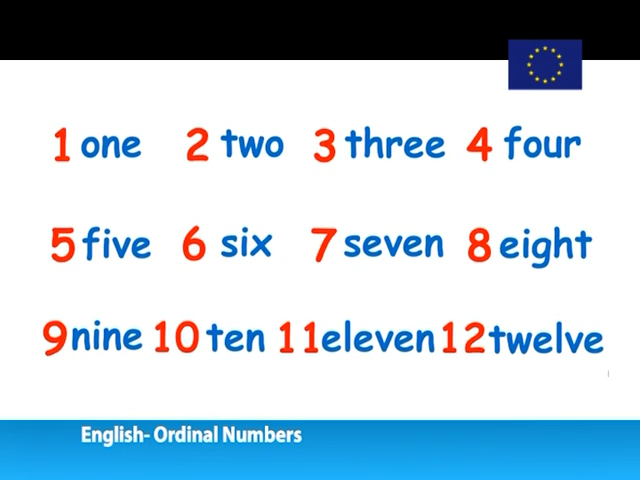 1 one 2 two 3 three 4 four
5 five 6 six 7 seven 8 eight
9 nine 10 ten 11 eleven 12 twelve
English- Ordinal Numbers